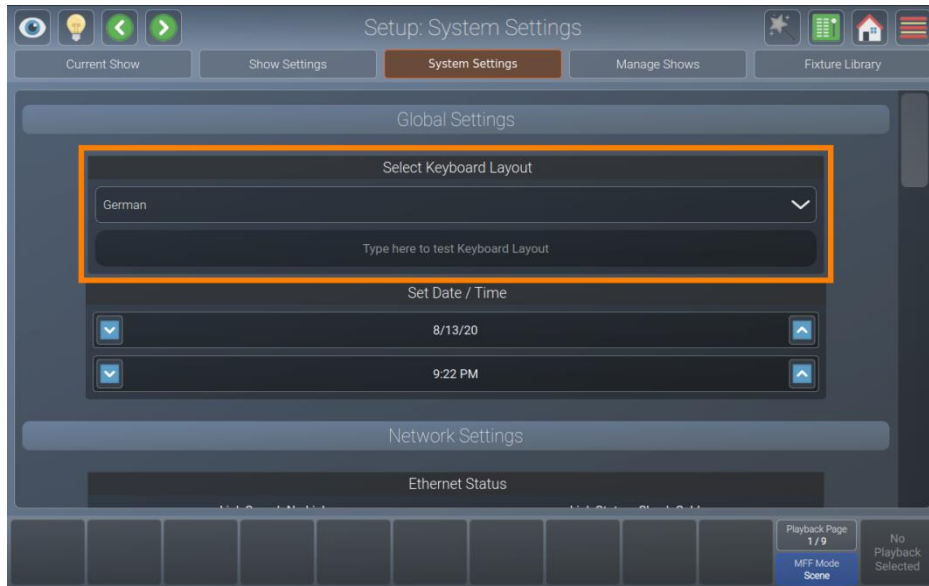 Setup: System Settings
Current Show
Show Settings
System Settings
Manage Shows
Fixture Library
Global Settings
Select Keyboard Layout
German
Type here to test Keyboard Layout
Set Date / Time
8/13/20
9:22 PM
Network Settings
Ethernet Status
Playback Page
1 / 9
MFF Mode
Scene
No
Playback
Selected